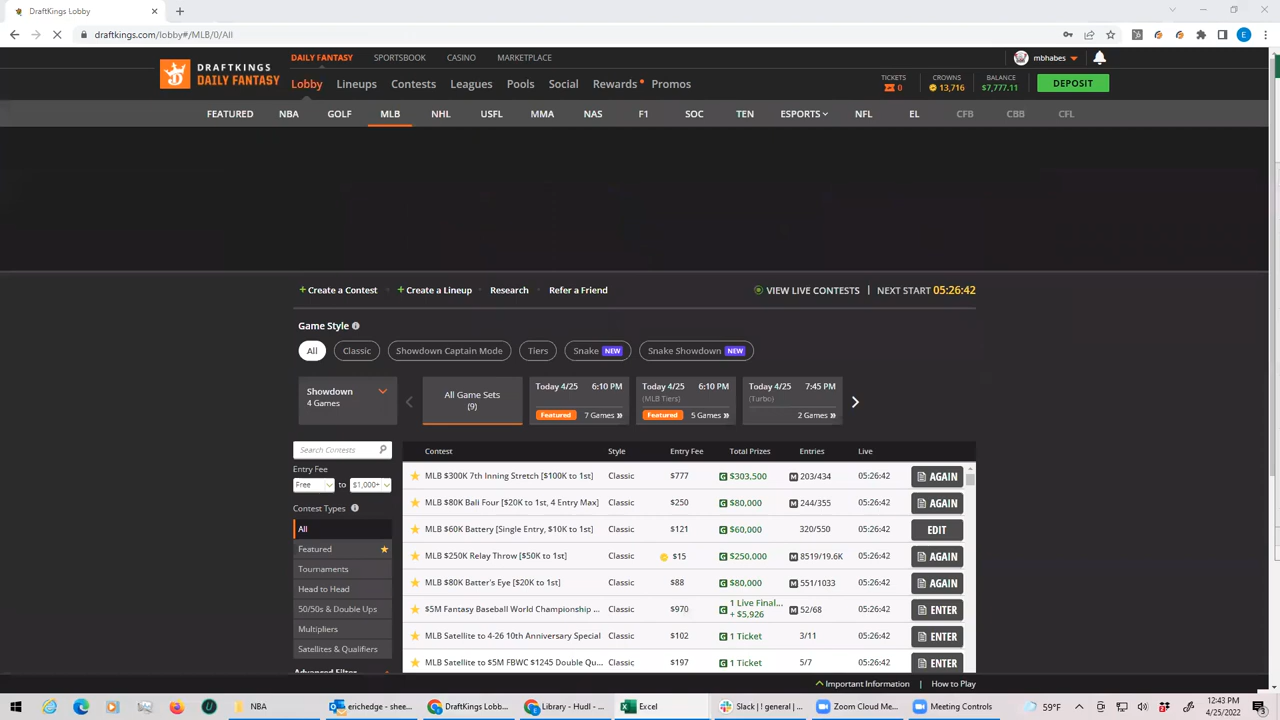 DraftKings Lobby
draftkings.com/lobby#/MLB/0/All
E
DRAFTKINGS
DAILY FANTASY
DAILY FANTASY SPORTSBOOK CASINO MARKETPLACE
mbhabes
Lobby Lineups Contests Leagues Pools Social Rewards Promos
TICKETS CROWNS BALANCE
0 13,716 $7,777.11
DEPOSIT
FEATURED NBA GOLF MLB NHL USFL MMA NAS F1 SOC TEN ESPORTS NFL EL CFB CBB CFL
+ Create a Contest + Create a Lineup Research Refer a Friend
VIEW LIVE CONTESTS | NEXT START 05:26:42
Game Style
All Classic Showdown Captain Mode Tiers Snake NEW Snake Showdown NEW
Showdown
4 Games
All Game Sets
(9)
Today 4/25 6:10 PM
Featured 7 Games »
Today 4/25 6:10 PM
(MLB Tiers)
Featured 5 Games »
Today 4/25 7:45 PM
(Turbo)
2 Games »
Search Contests
Entry Fee
Free to $1,000+
Contest Types
All
Featured
Tournaments
Head to Head
50/50s & Double Ups
Multipliers
Satellites & Qualifiers
Advanced Filter
Contest Style Entry Fee Total Prizes Entries Live
MLB $300K 7th Inning Stretch [$100K to 1st] Classic $777 G $303,500 M 203/434 05:26:42 AGAIN
MLB $80K Bali Four [$20K to 1st, 4 Entry Max] Classic $250 G $80,000 M 244/355 05:26:42 AGAIN
MLB $60K Battery [Single Entry, $10K to 1st] Classic $121 G $60,000 320/550 05:26:42 EDIT
MLB $250K Relay Throw [$50K to 1st] Classic $15 G $250,000 M 8519/19.6K 05:26:42 AGAIN
MLB $80K Batter's Eye [$20K to 1st] Classic $88 G $80,000 M 551/1033 05:26:42 AGAIN
$5M Fantasy Baseball World Championship ... Classic $970 G 1 Live Final... + $5,926 M 52/68 05:26:42 ENTER
MLB Satellite to 4-26 10th Anniversary Special Classic $102 G 1 Ticket 3/11 05:26:42 ENTER
MLB Satellite to $5M FBWC $1245 Double Qu... Classic $197 G 1 Ticket 5/7 05:26:42 ENTER
Important Information | How to Play
NBA
erichedge - shee...
DraftKings Lobb...
Library - Hudl - ...
Excel
Slack | ! general | ...
Zoom Cloud Me...
Meeting Controls
59°F
12:43 PM
4/25/2022
3